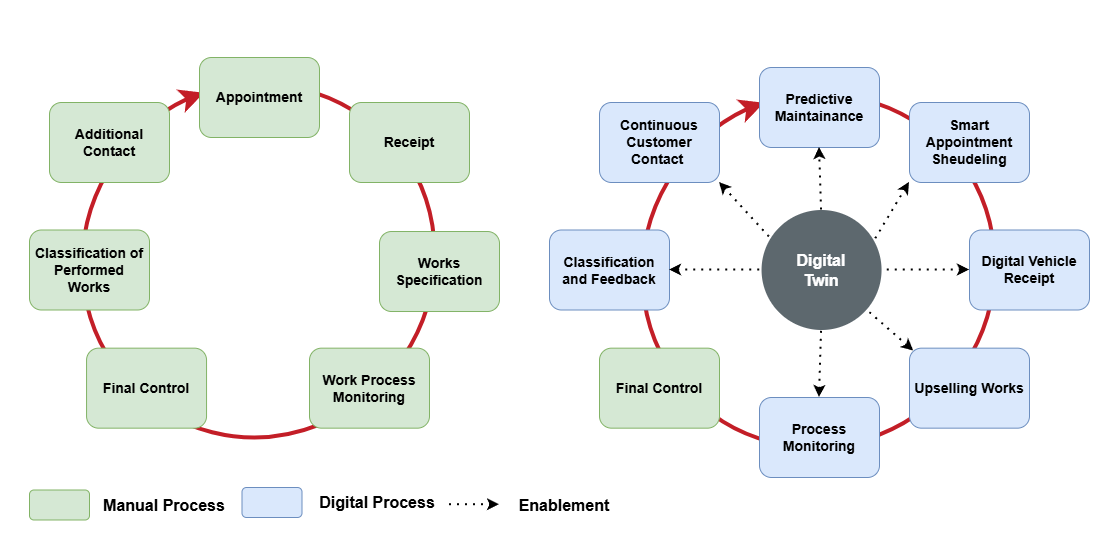 Appointment
Additional
Contact
Receipt
Classification of
Performed
Works
Works
Specification
Final Control
Work Process
Monitoring
Predictive
Maintainance
Continuous
Customer
Contact
Smart
Appointment
Sheudeling
Classification
and Feedback
Digital
Twin
Digital Vehicle
Receipt
Final Control
Upselling Works
Process
Monitoring
Manual Process
Digital Process
Enablement